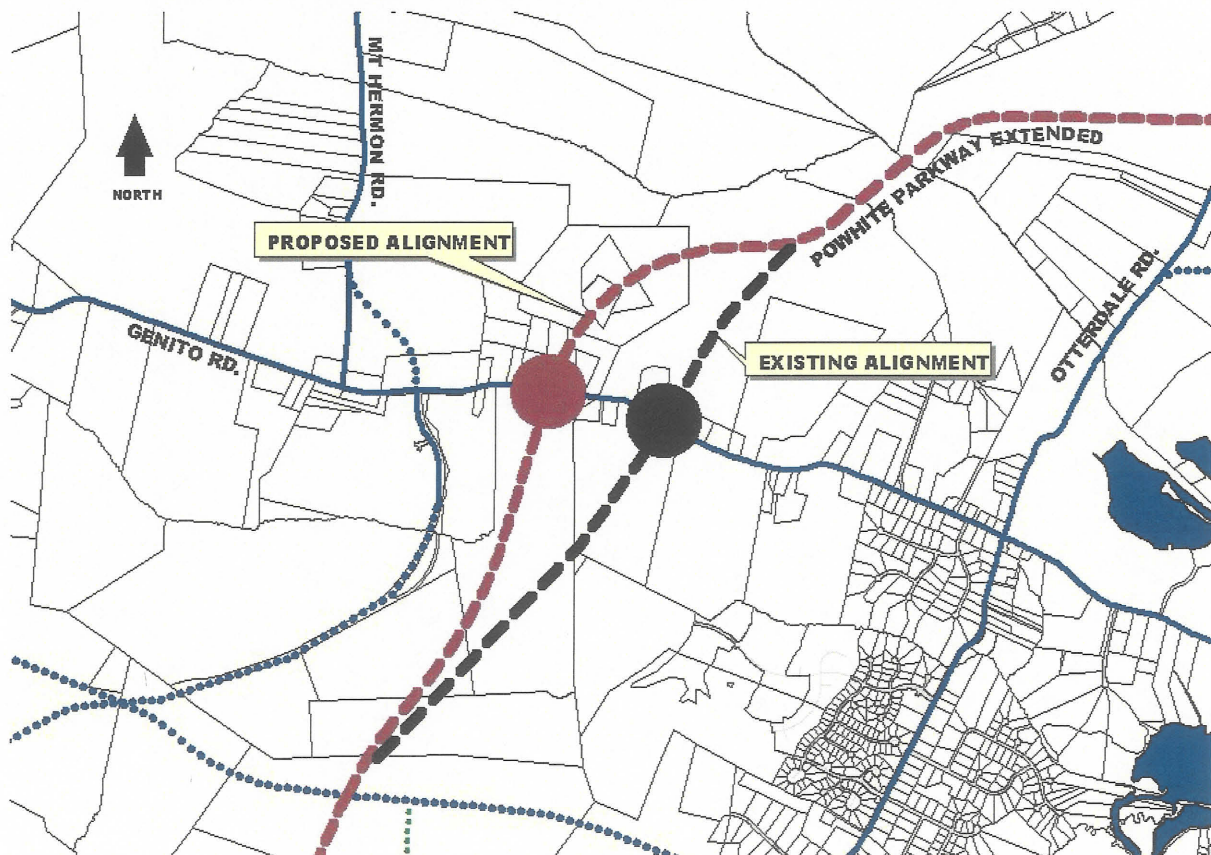 MT HERMON RD.
NORTH
POWHITE PARKWAY EXTENDED
PROPOSED ALIGNMENT
OTTERDALE RD.
GENITO RD.
EXISTING ALIGNMENT